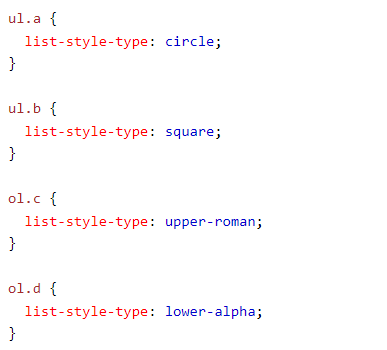 ul.a {
  list-style-type: circle;
}
ul.b {
  list-style-type: square;
}
ol.c {
  list-style-type: upper-roman;
}
ol.d {
  list-style-type: lower-alpha;
}